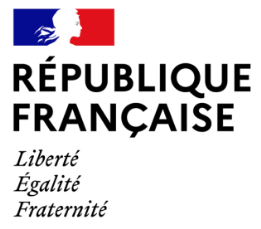 RÉPUBLIQUE
FRANÇAISE
Liberté
Égalité
Fraternité